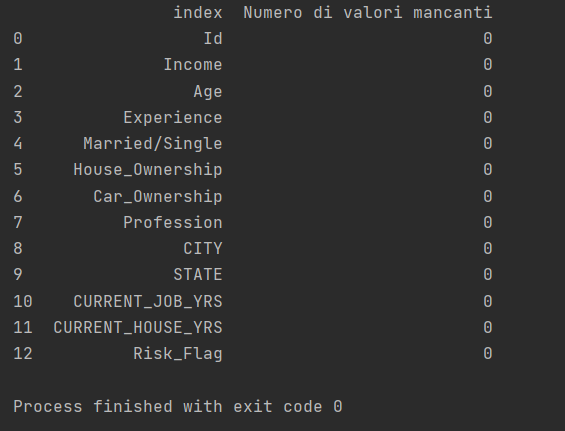 index  Numero di valori mancanti
0 Id 0
1 Income 0
2 Age 0
3 Experience 0
4 Married/Single 0
5 House_Ownership 0
6 Car_Ownership 0
7 Profession 0
8 CITY 0
9 STATE 0
10 CURRENT_JOB_YRS 0
11 CURRENT_HOUSE_YRS 0
12 Risk_Flag 0
Process finished with exit code 0